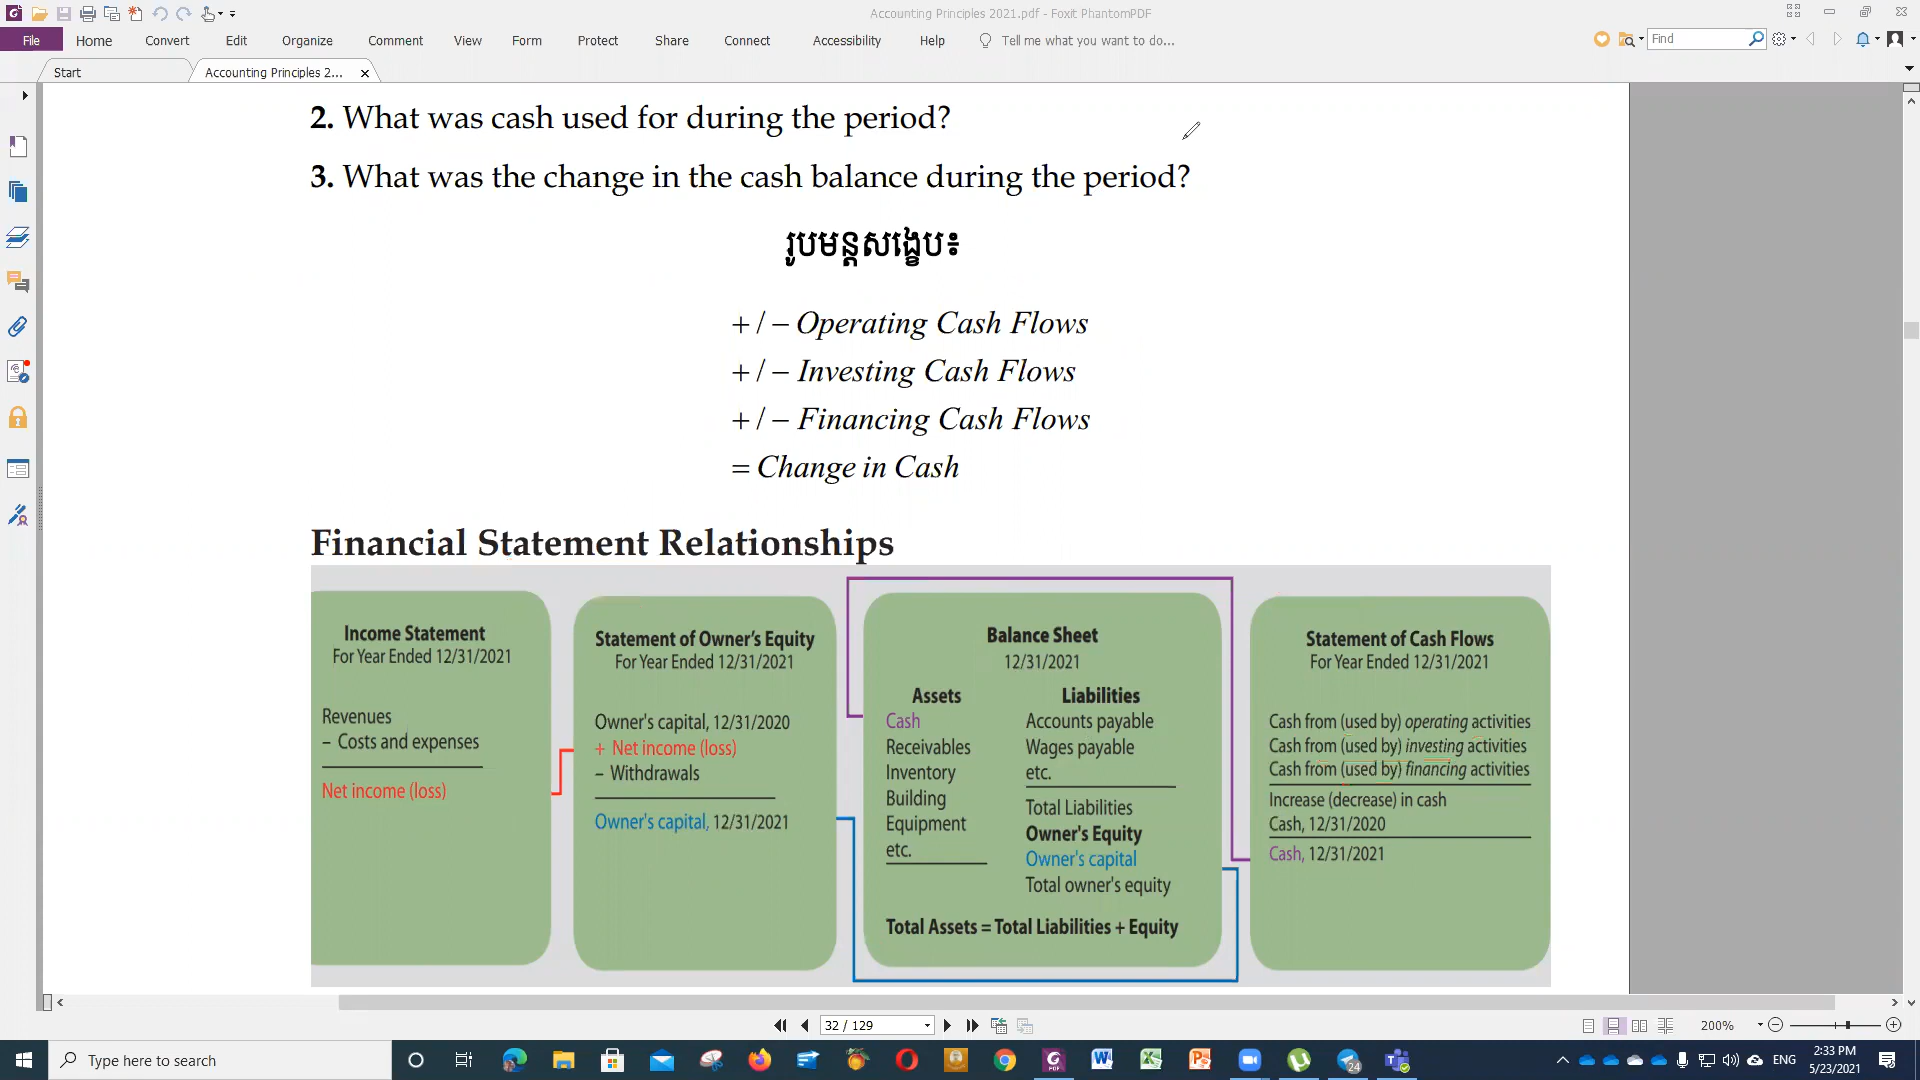 Accounting Principles 2021.pdf - Foxit PhantomPDF
File Home Convert Edit Organize Comment View Form Protect Share Connect Accessibility Help Tell me what you want to do... Find
Start Accounting Principles 2...
2. What was cash used for during the period?
3. What was the change in the cash balance during the period?
រូបមន្តសង្ខេប៖
+ / − Operating Cash Flows
+ / − Investing Cash Flows
+ / − Financing Cash Flows
= Change in Cash
Financial Statement Relationships
Income Statement
For Year Ended 12/31/2021
Revenues
– Costs and expenses
Net income (loss)
Statement of Owner's Equity
For Year Ended 12/31/2021
Owner's capital, 12/31/2020
+ Net income (loss)
– Withdrawals
Owner's capital, 12/31/2021
Balance Sheet
12/31/2021
Assets
Cash
Receivables
Inventory
Building
Equipment
etc.
Liabilities
Accounts payable
Wages payable
etc.
Total Liabilities
Owner's Equity
Owner's capital
Total owner's equity
Total Assets = Total Liabilities + Equity
Statement of Cash Flows
For Year Ended 12/31/2021
Cash from (used by) operating activities
Cash from (used by) investing activities
Cash from (used by) financing activities
Increase (decrease) in cash
Cash, 12/31/2020
Cash, 12/31/2021
32 / 129
200%
Type here to search
24
ENG
2:33 PM
5/23/2021